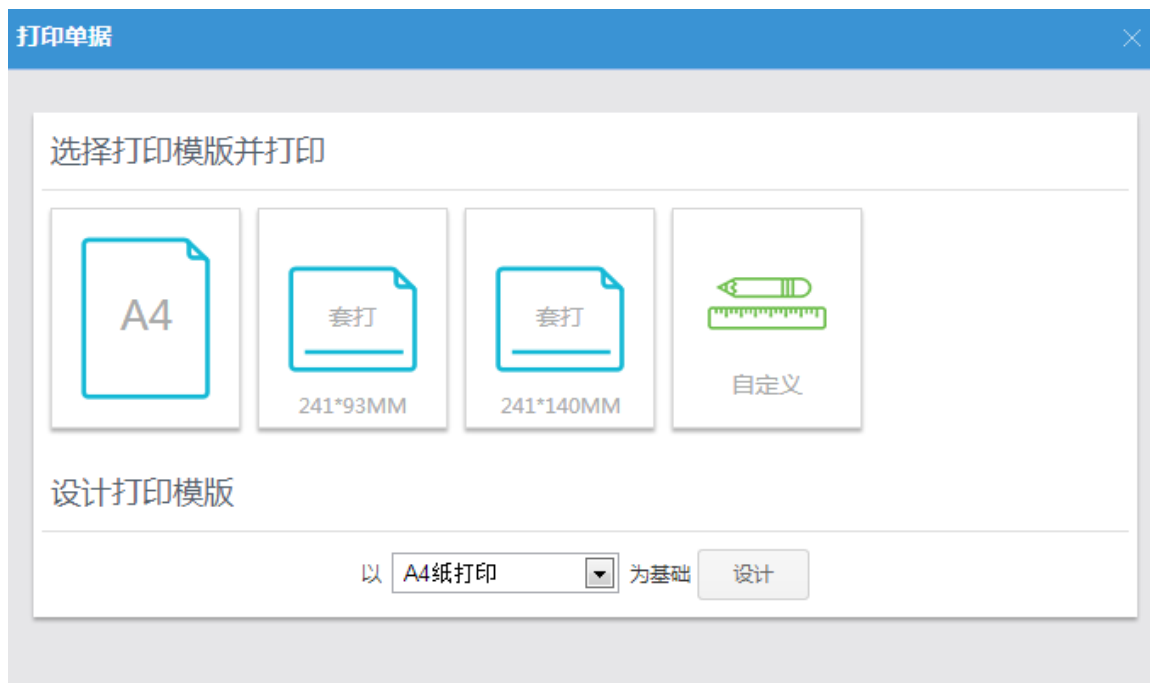 打印单据
选择打印模版并打印
A4
套打
241*93MM
套打
241*140MM
自定义
设计打印模版
以 A4纸打印 为基础 设计